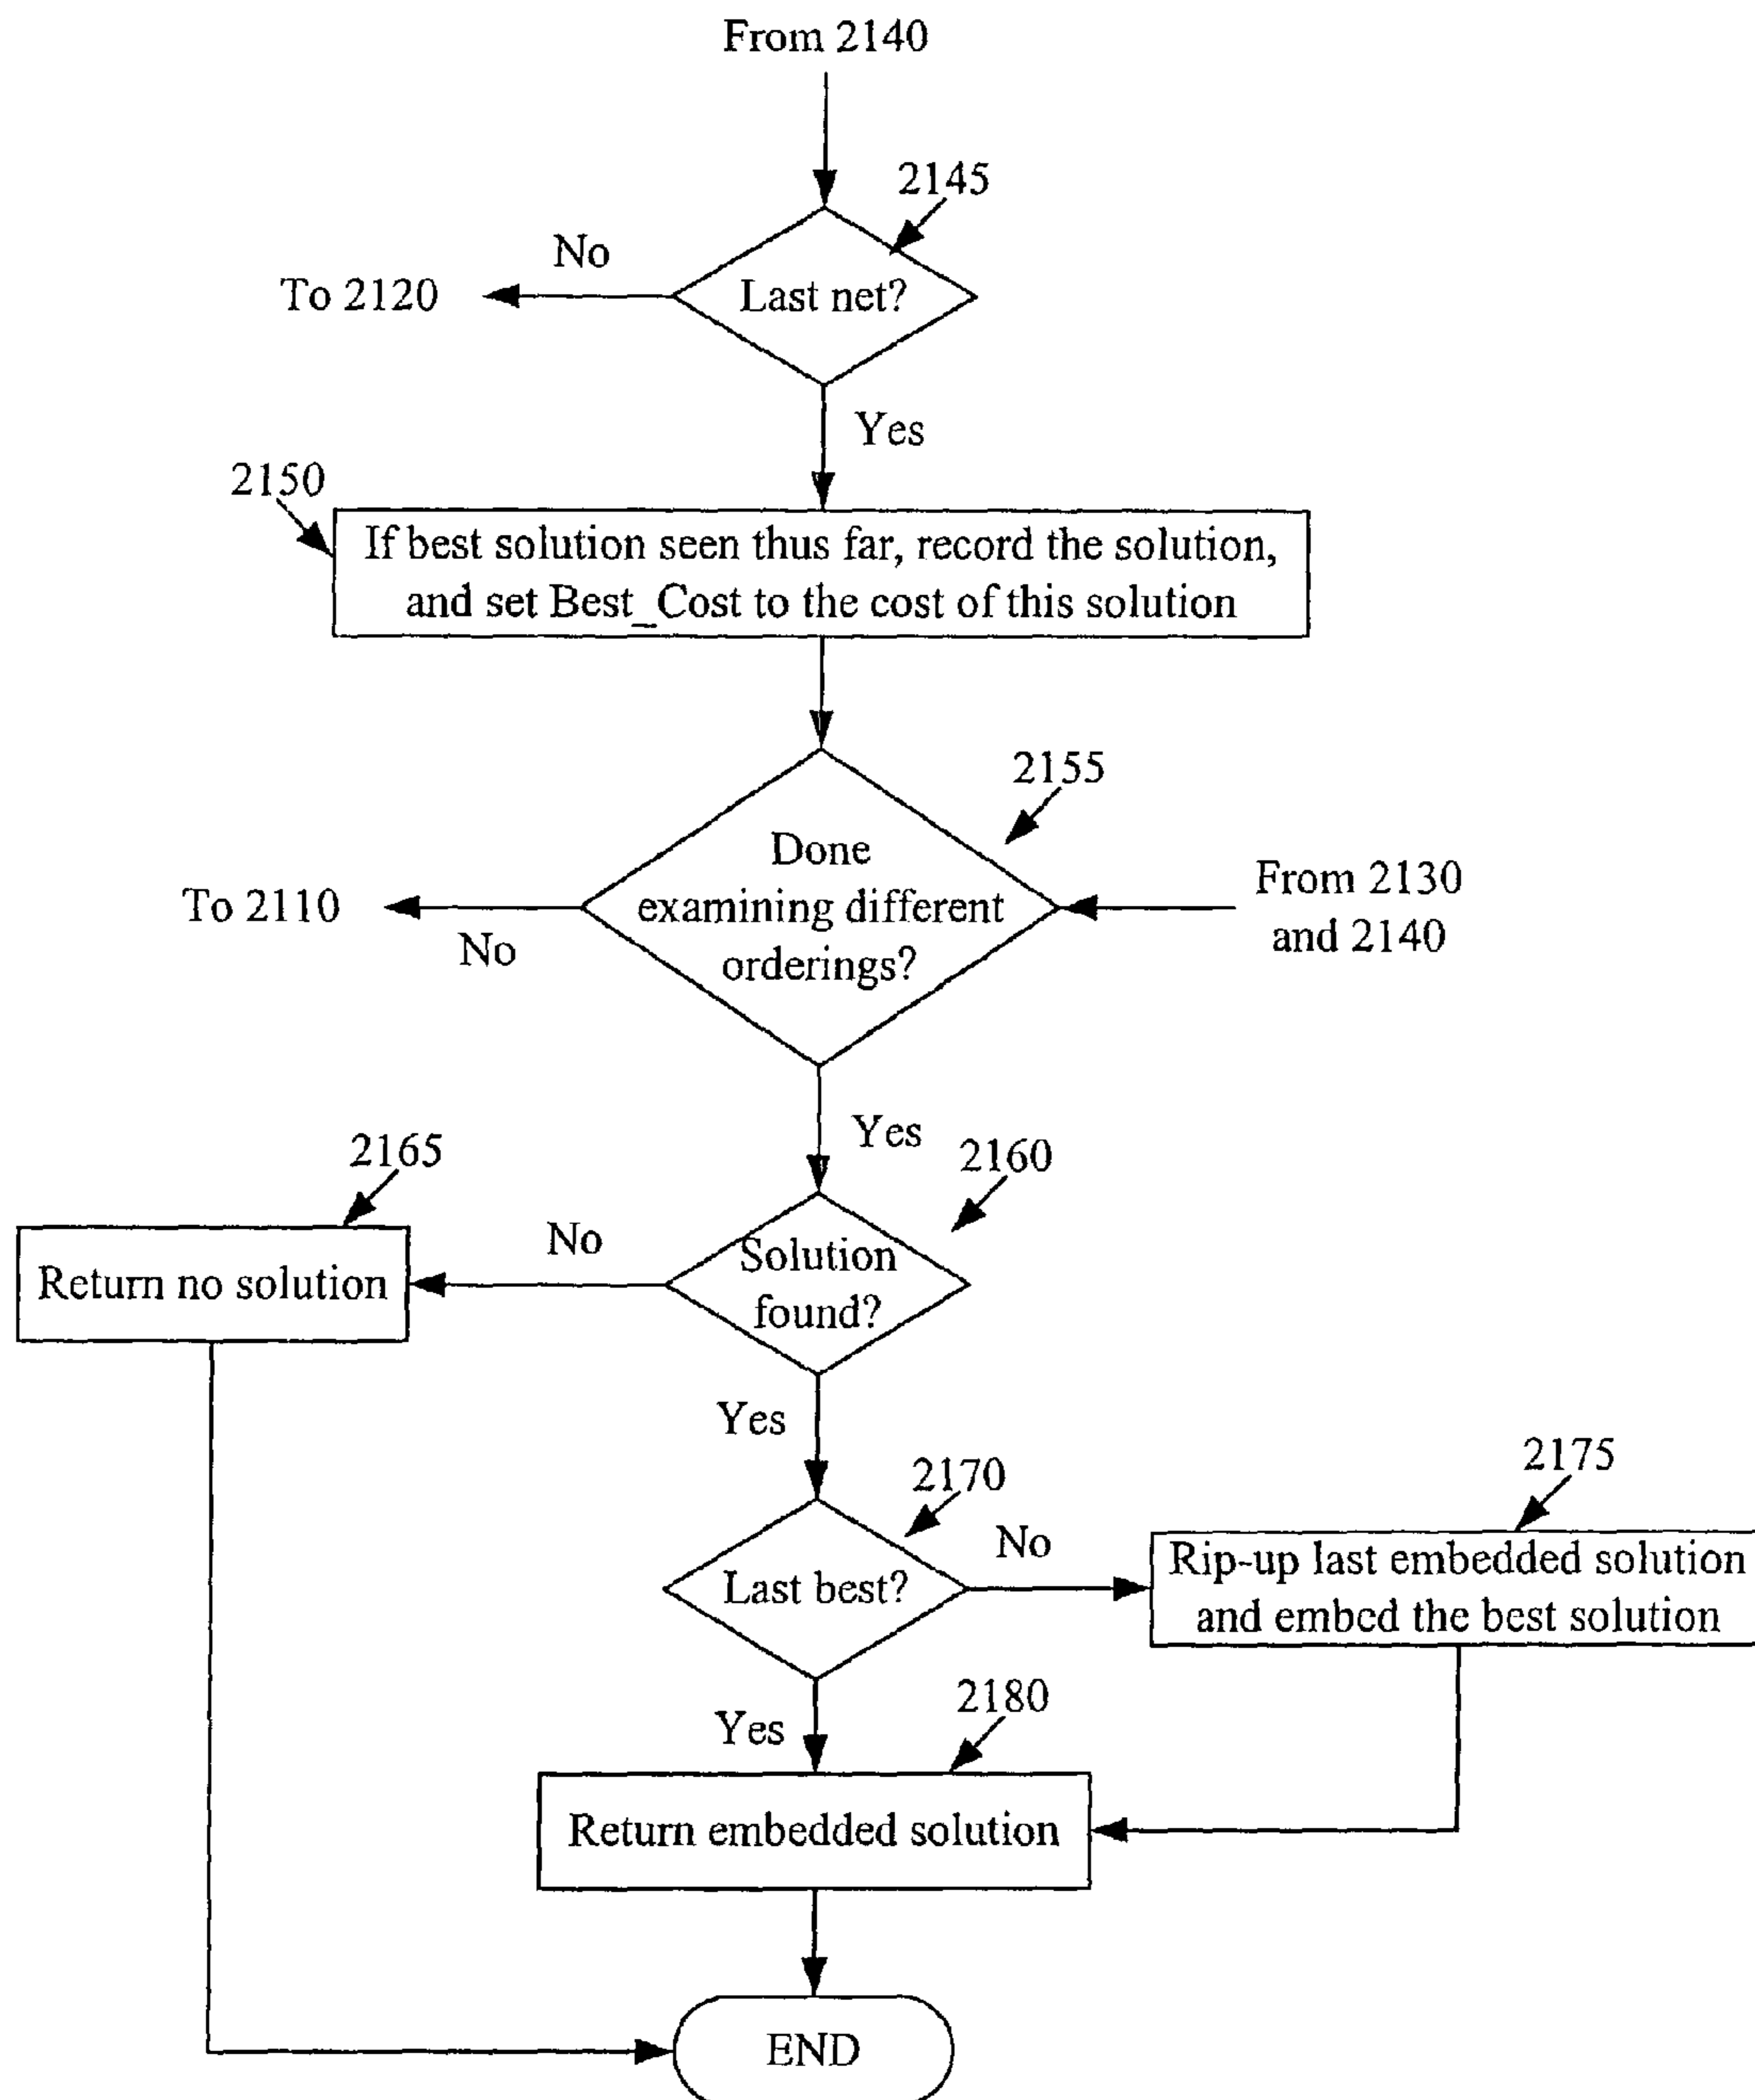 From 2140
2145
No
To 2120
Last net?
Yes
2150
If best solution seen thus far, record the solution,
and set Best_Cost to the cost of this solution
2155
Done
examining different
orderings?
To 2110
No
From 2130
and 2140
Yes
2165
2160
Return no solution
No
Solution
found?
Yes
2170
2175
Last best?
No
Rip-up last embedded solution
and embed the best solution
Yes
2180
Return embedded solution
END